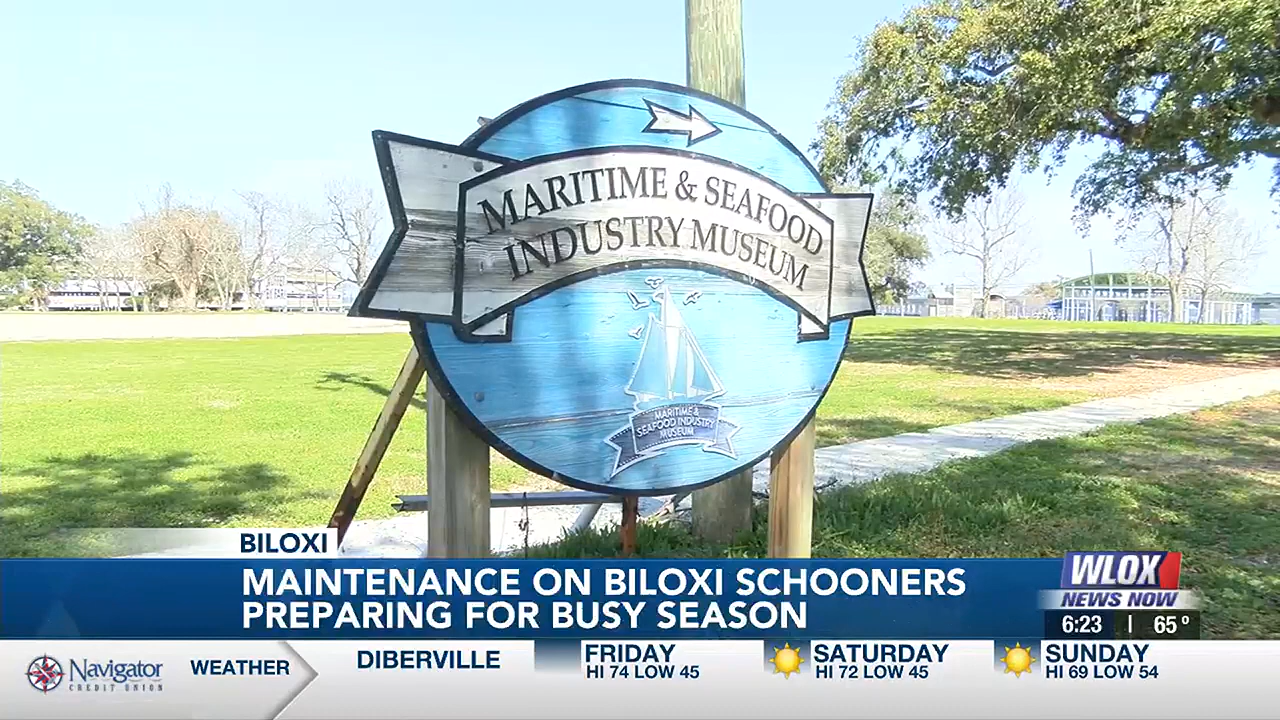 MARITIME & SEAFOOD
INDUSTRY MUSEUM
MARITIME &
SEAFOOD INDUSTRY
MUSEUM
BILOXI
MAINTENANCE ON BILOXI SCHOONERS
PREPARING FOR BUSY SEASON
WLOX
NEWS NOW
6:23 | 65°
Navigator
CREDIT UNION
WEATHER
DIBERVILLE
FRIDAY
HI 74 LOW 45
SATURDAY
HI 72 LOW 45
SUNDAY
HI 69 LOW 54